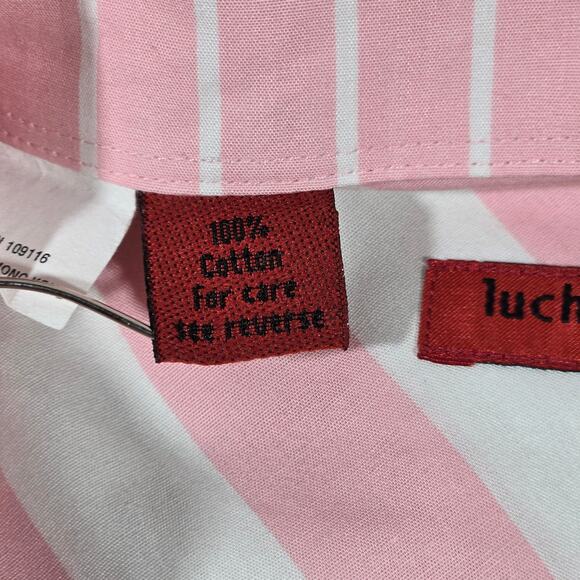 109116
100%
Cotton
For care
see reverse
luch